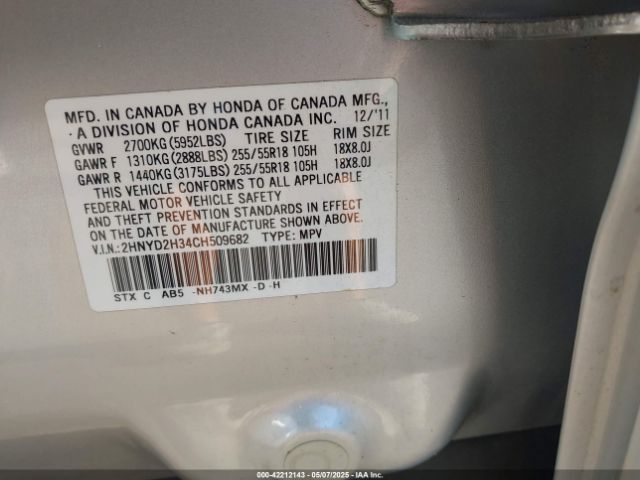 MFD. IN CANADA BY HONDA OF CANADA MFG.,
A DIVISION OF HONDA CANADA INC. 12/'11
GVWR 2700KG (5952LBS) TIRE SIZE RIM SIZE
GAWR F 1310KG (2888LBS) 255/55R18 105H 18X8.0J
GAWR R 1440KG (3175LBS) 255/55R18 105H 18X8.0J
THIS VEHICLE CONFORMS TO ALL APPLICABLE
FEDERAL MOTOR VEHICLE SAFETY
AND THEFT PREVENTION STANDARDS IN EFFECT
ON THE DATE OF MANUFACTURE SHOWN ABOVE.
V.I.N.:2HNYD2H34CH509682 TYPE: MPV
STX C AB5 -NH743MX -D -H
000-42212143 - 05/07/2025 - IAA Inc.